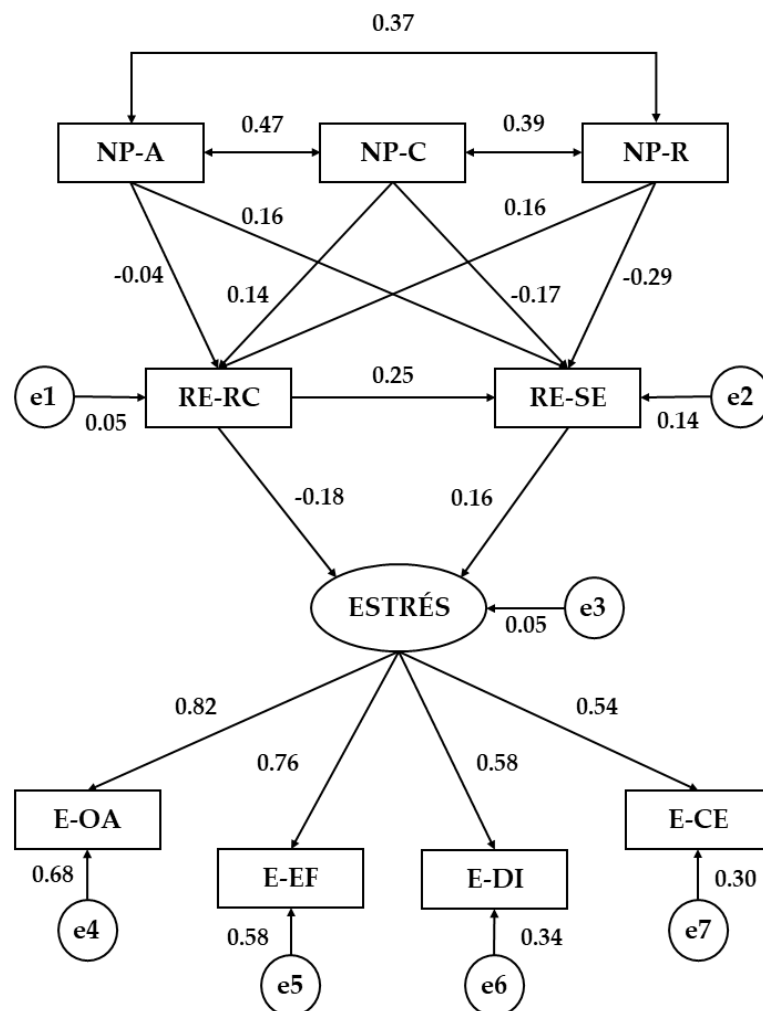 0.37
NP-A
0.47
NP-C
0.39
NP-R
0.16
0.16
-0.04
0.14
-0.17
-0.29
e1
0.05
RE-RC
0.25
RE-SE
0.14
e2
-0.18
0.16
ESTRÉS
0.05
e3
0.82
0.76
0.58
0.54
E-OA
E-EF
E-DI
E-CE
0.68
0.58
0.34
0.30
e4
e5
e6
e7